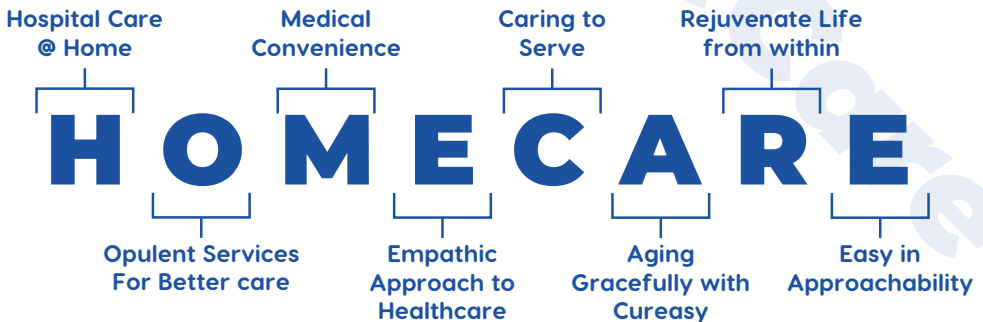 Hospital Care
@ Home
Medical
Convenience
Caring to
Serve
Rejuvenate Life
from within
HOMECARE
Opulent Services
For Better care
Empathic
Approach to
Healthcare
Aging
Gracefully with
Cureasy
Easy in
Approachability
Care